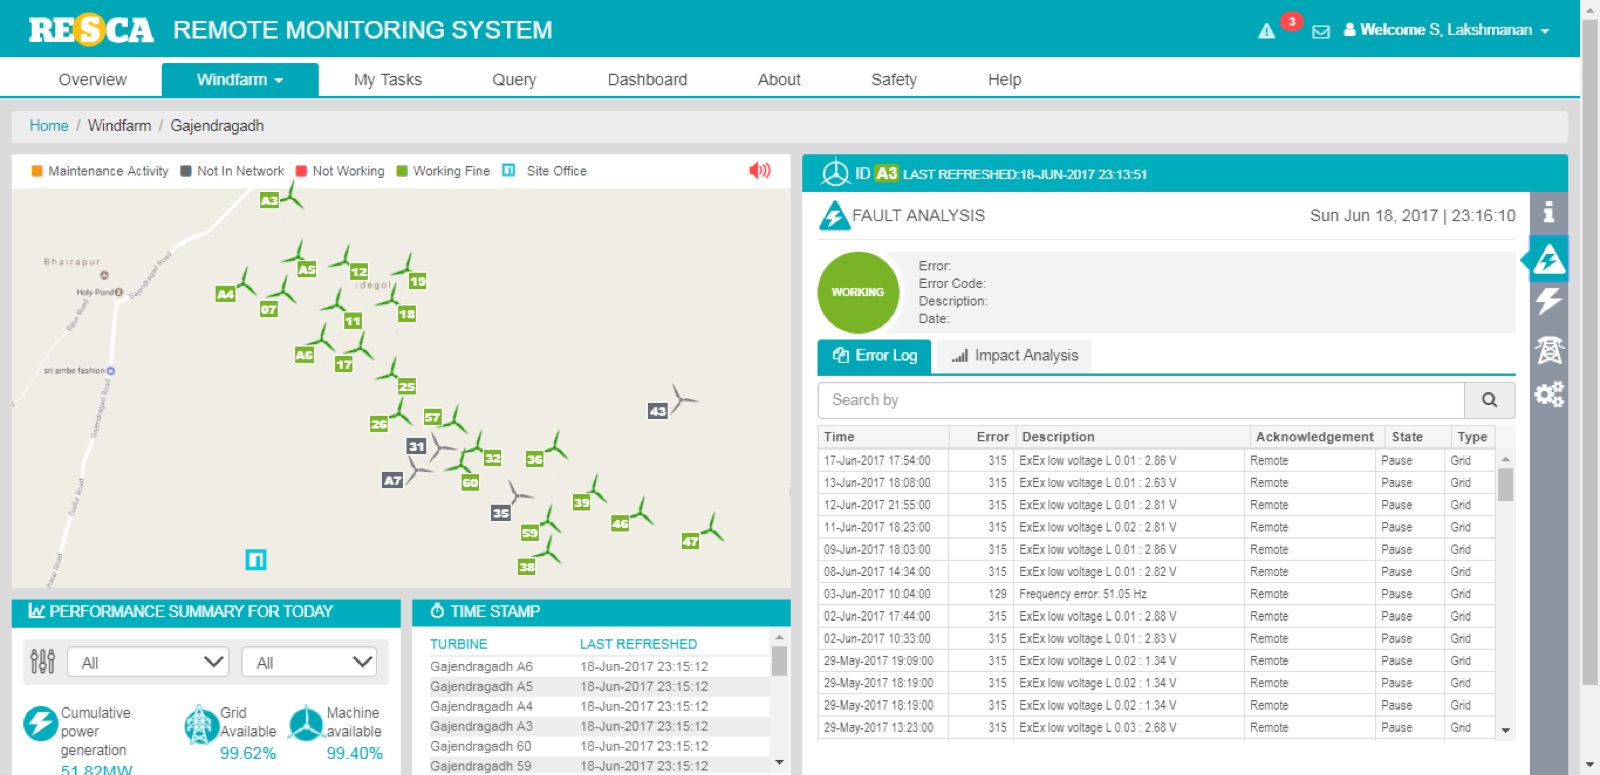 RESCA REMOTE MONITORING SYSTEM
3 Welcome S, Lakshmanan
Overview Windfarm My Tasks Query Dashboard About Safety Help
Home / Windfarm / Gajendragadh
Maintenance Activity Not In Network Not Working Working Fine Site Office
A3
A5 12 19
A4 07 11 18
A6 17
25
26 57
31 32 36
A7 60
43
35 39
59 46
38 47
Bhairapur
Holy Pond
idegol
Gajendragad Road
sri ambe fashion
Gajendragad Road
PERFORMANCE SUMMARY FOR TODAY
All All
Cumulative power generation
51.82MW
Grid Available
99.62%
Machine available
99.40%
TIME STAMP
TURBINE LAST REFRESHED
Gajendragadh A6 18-Jun-2017 23:15:12
Gajendragadh A5 18-Jun-2017 23:15:12
Gajendragadh A4 18-Jun-2017 23:15:12
Gajendragadh A3 18-Jun-2017 23:15:12
Gajendragadh 60 18-Jun-2017 23:15:12
Gajendragadh 59 18-Jun-2017 23:15:12
ID A3 LAST REFRESHED:18-JUN-2017 23:13:51
FAULT ANALYSIS Sun Jun 18, 2017 | 23:16:10
WORKING
Error:
Error Code:
Description:
Date:
Error Log Impact Analysis
Search by
Time Error Description Acknowledgement State Type
17-Jun-2017 17:54:00 315 ExEx low voltage L 0.01 : 2.86 V Remote Pause Grid
13-Jun-2017 18:08:00 315 ExEx low voltage L 0.01 : 2.63 V Remote Pause Grid
12-Jun-2017 21:55:00 315 ExEx low voltage L 0.01 : 2.81 V Remote Pause Grid
11-Jun-2017 18:23:00 315 ExEx low voltage L 0.02 : 2.81 V Remote Pause Grid
09-Jun-2017 18:03:00 315 ExEx low voltage L 0.01 : 2.86 V Remote Pause Grid
08-Jun-2017 14:34:00 315 ExEx low voltage L 0.01 : 2.82 V Remote Pause Grid
03-Jun-2017 10:04:00 129 Frequency error: 51.05 Hz Remote Pause Grid
02-Jun-2017 17:44:00 315 ExEx low voltage L 0.01 : 2.88 V Remote Pause Grid
02-Jun-2017 10:33:00 315 ExEx low voltage L 0.01 : 2.83 V Remote Pause Grid
29-May-2017 19:09:00 315 ExEx low voltage L 0.02 : 1.34 V Remote Pause Grid
29-May-2017 18:19:00 315 ExEx low voltage L 0.02 : 1.34 V Remote Pause Grid
29-May-2017 18:19:00 315 ExEx low voltage L 0.02 : 1.34 V Remote Pause Grid
29-May-2017 13:23:00 315 ExEx low voltage L 0.03 : 2.68 V Remote Pause Grid